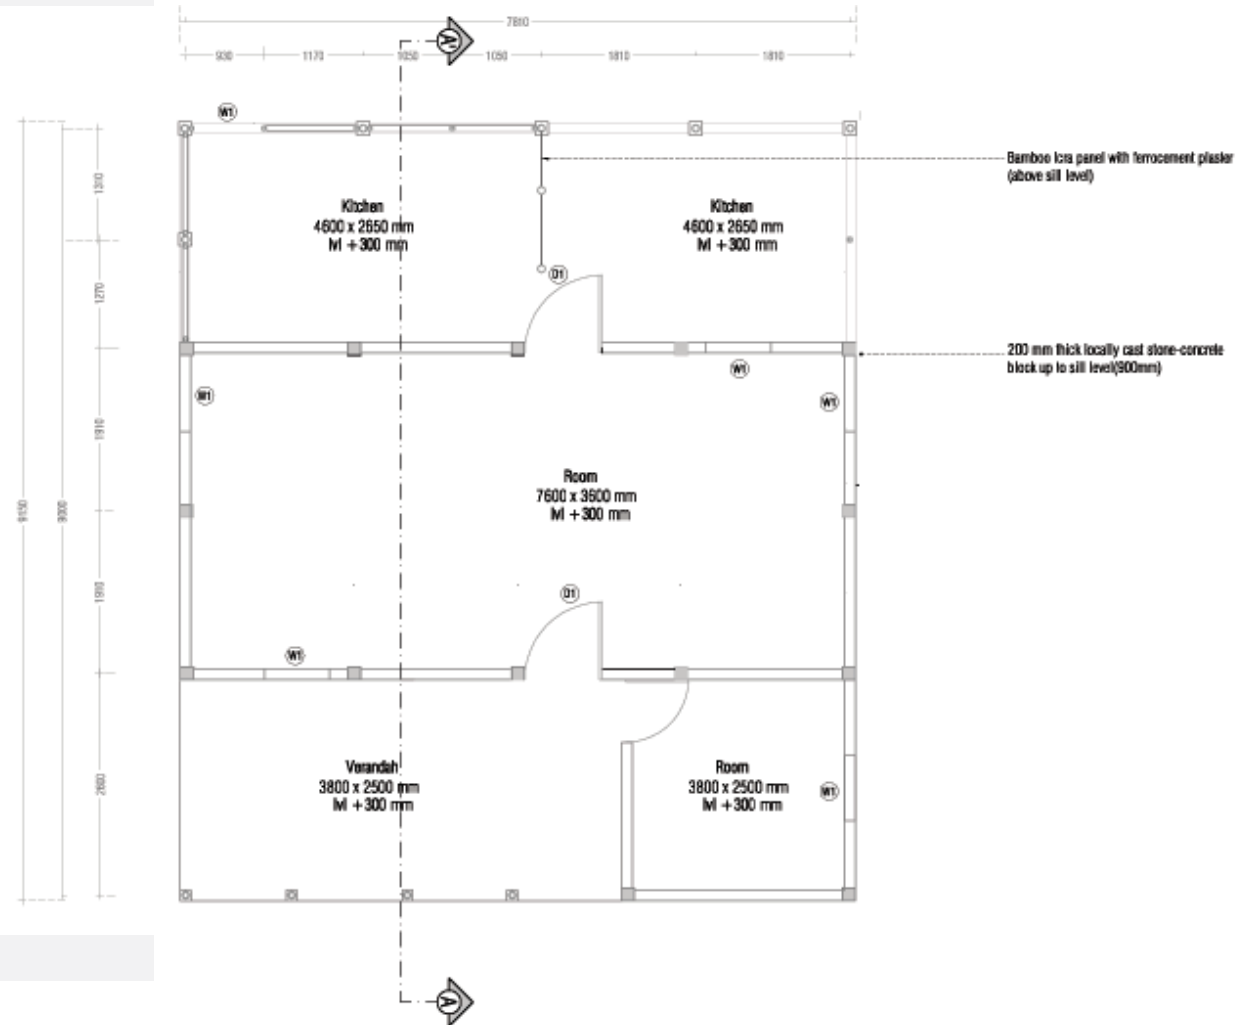 7810
930
1170
1050
1050
1810
1810
A'
W1
Bamboo Icra panel with ferrocement plaster
(above sill level)
1310
Kitchen
4600 x 2650 mm
lvl +300 mm
Kitchen
4600 x 2650 mm
lvl +300 mm
D1
1270
200 mm thick locally cast stone-concrete
block up to sill level(900mm)
W1
W1
W1
1910
Room
7600 x 3600 mm
lvl +300 mm
9150
9000
1910
D1
W1
Verandah
3800 x 2500 mm
lvl +300 mm
Room
3800 x 2500 mm
lvl +300 mm
W1
2600
A